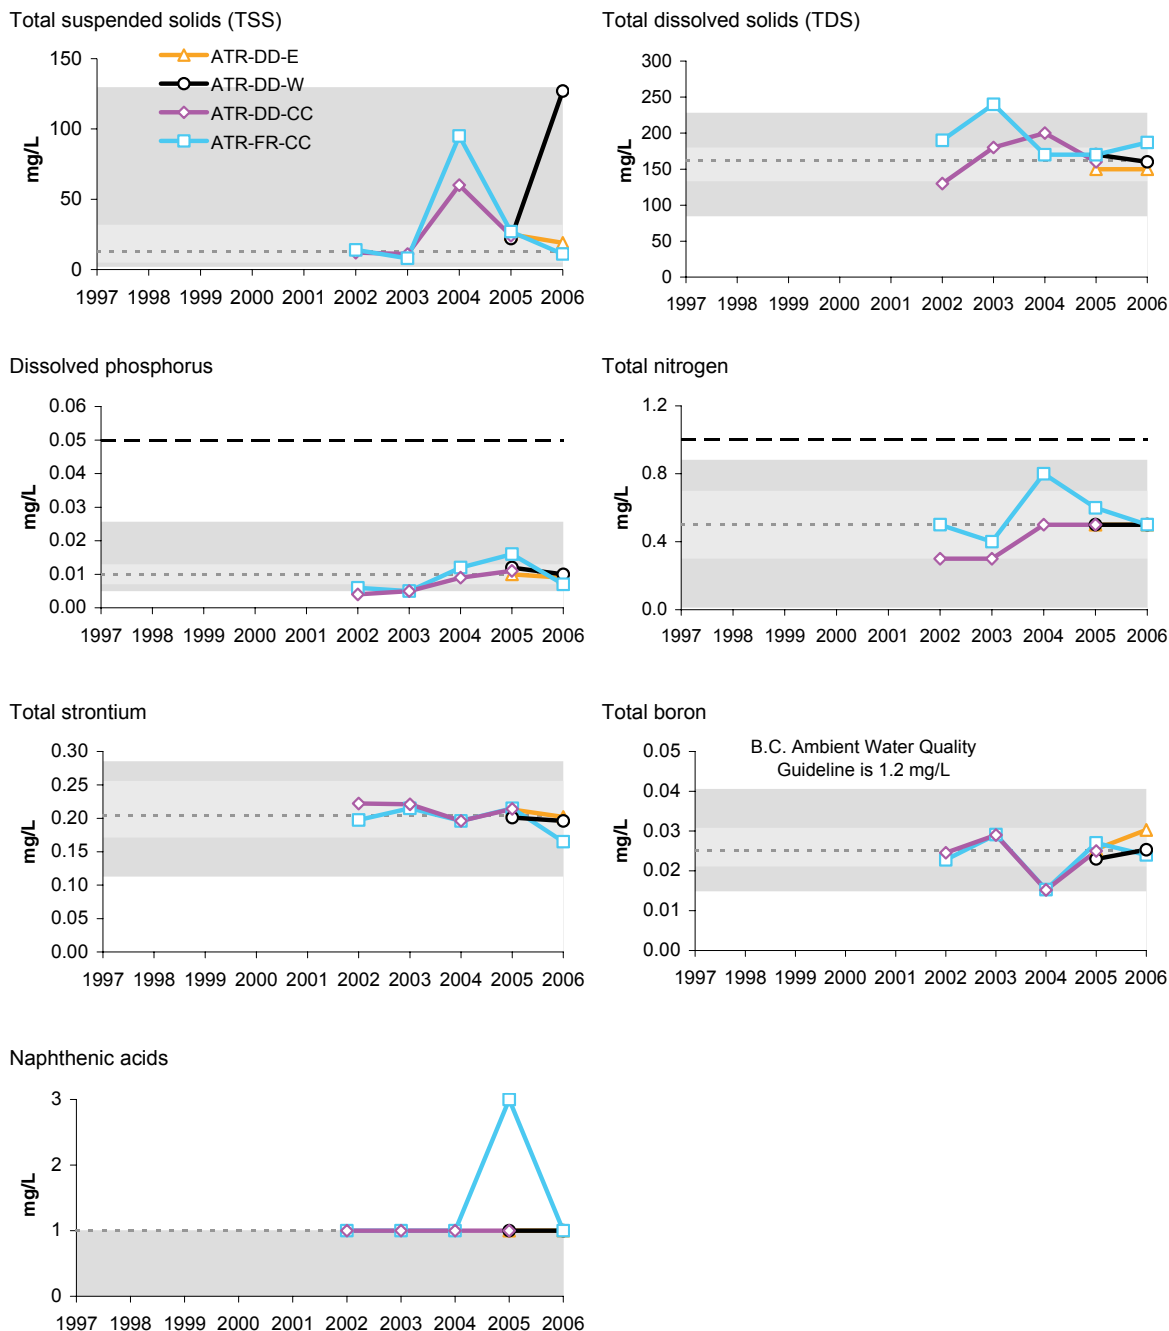 Total suspended solids (TSS)
150
100
50
0
mg/L
ATR-DD-E
ATR-DD-W
ATR-DD-CC
ATR-FR-CC
1997 1998 1999 2000 2001 2002 2003 2004 2005 2006
Total dissolved solids (TDS)
300
250
200
150
100
50
0
mg/L
1997 1998 1999 2000 2001 2002 2003 2004 2005 2006
Dissolved phosphorus
0.06
0.05
0.04
0.03
0.02
0.01
0.00
mg/L
1997 1998 1999 2000 2001 2002 2003 2004 2005 2006
Total nitrogen
1.2
0.8
0.4
0.0
mg/L
1997 1998 1999 2000 2001 2002 2003 2004 2005 2006
Total strontium
0.30
0.25
0.20
0.15
0.10
0.05
0.00
mg/L
1997 1998 1999 2000 2001 2002 2003 2004 2005 2006
Total boron
B.C. Ambient Water Quality
Guideline is 1.2 mg/L
0.05
0.04
0.03
0.02
0.01
0.00
mg/L
1997 1998 1999 2000 2001 2002 2003 2004 2005 2006
Naphthenic acids
3
2
1
0
mg/L
1997 1998 1999 2000 2001 2002 2003 2004 2005 2006